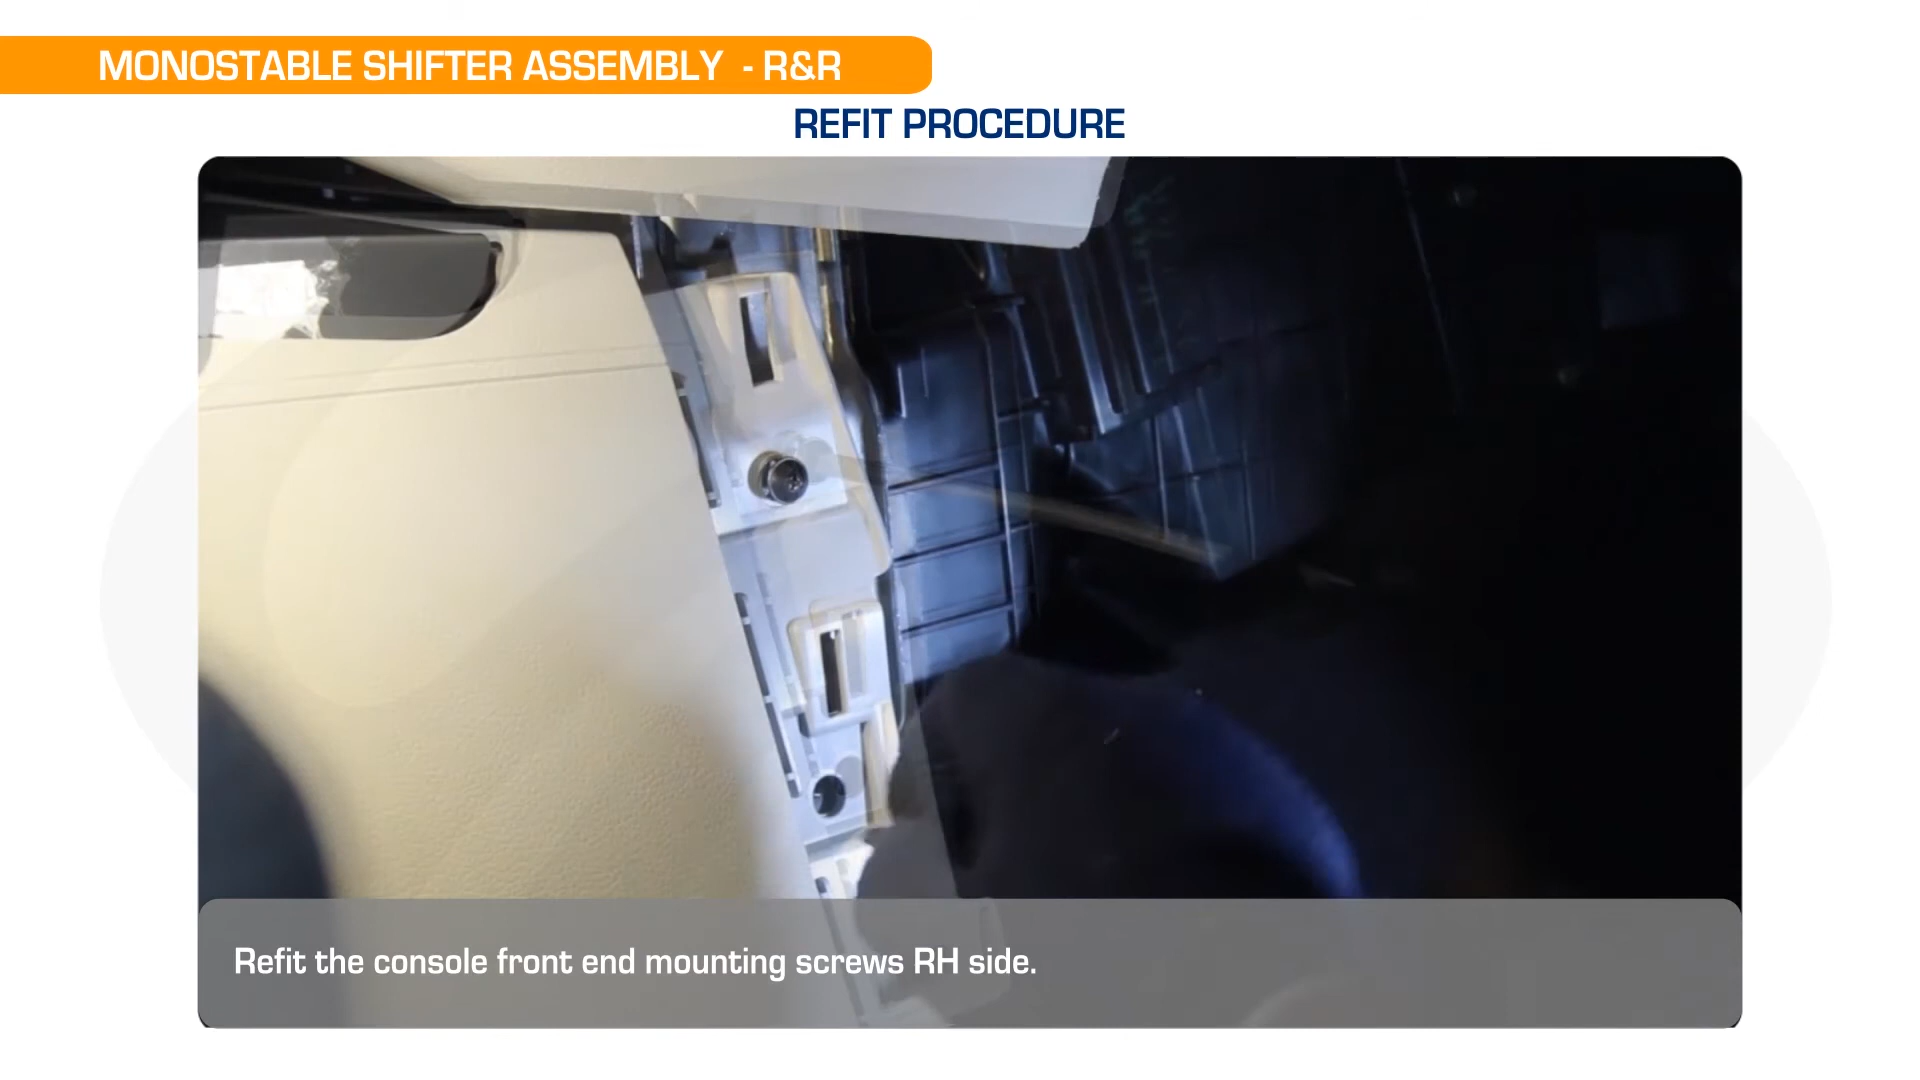 MONOSTABLE SHIFTER ASSEMBLY - R&R
REFIT PROCEDURE
Refit the console front end mounting screws RH side.